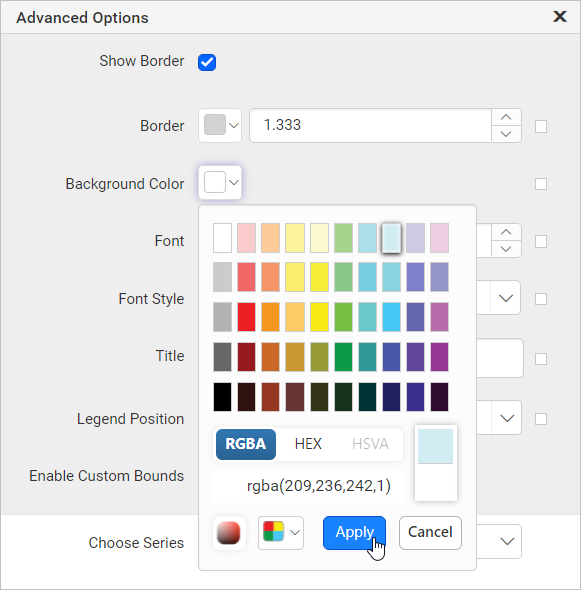 Advanced Options
Show Border
Border
1.333
Background Color
Font
Font Style
Title
Legend Position
RGBA HEX HSVA
Enable Custom Bounds
rgba(209,236,242,1)
Apply Cancel
Choose Series